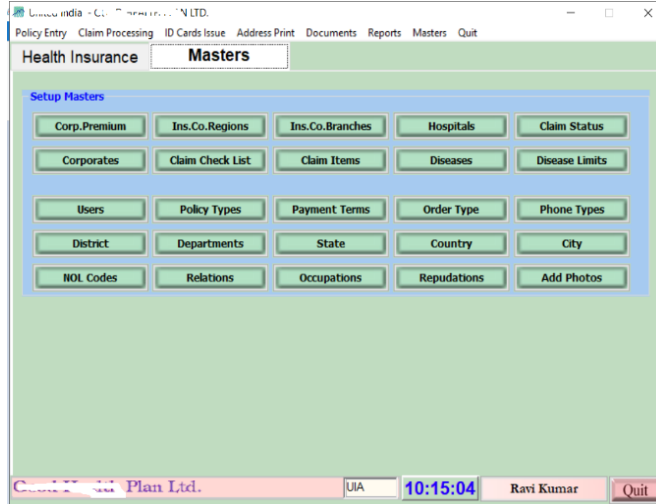 United India - LTD.
Policy Entry Claim Processing ID Cards Issue Address Print Documents Reports Masters Quit
Health Insurance Masters
Setup Masters
Corp.Premium Ins.Co.Regions Ins.Co.Branches Hospitals Claim Status
Corporates Claim Check List Claim Items Diseases Disease Limits
Users Policy Types Payment Terms Order Type Phone Types
District Departments State Country City
NOL Codes Relations Occupations Repudations Add Photos
Plan Ltd. UIA 10:15:04 Ravi Kumar Quit